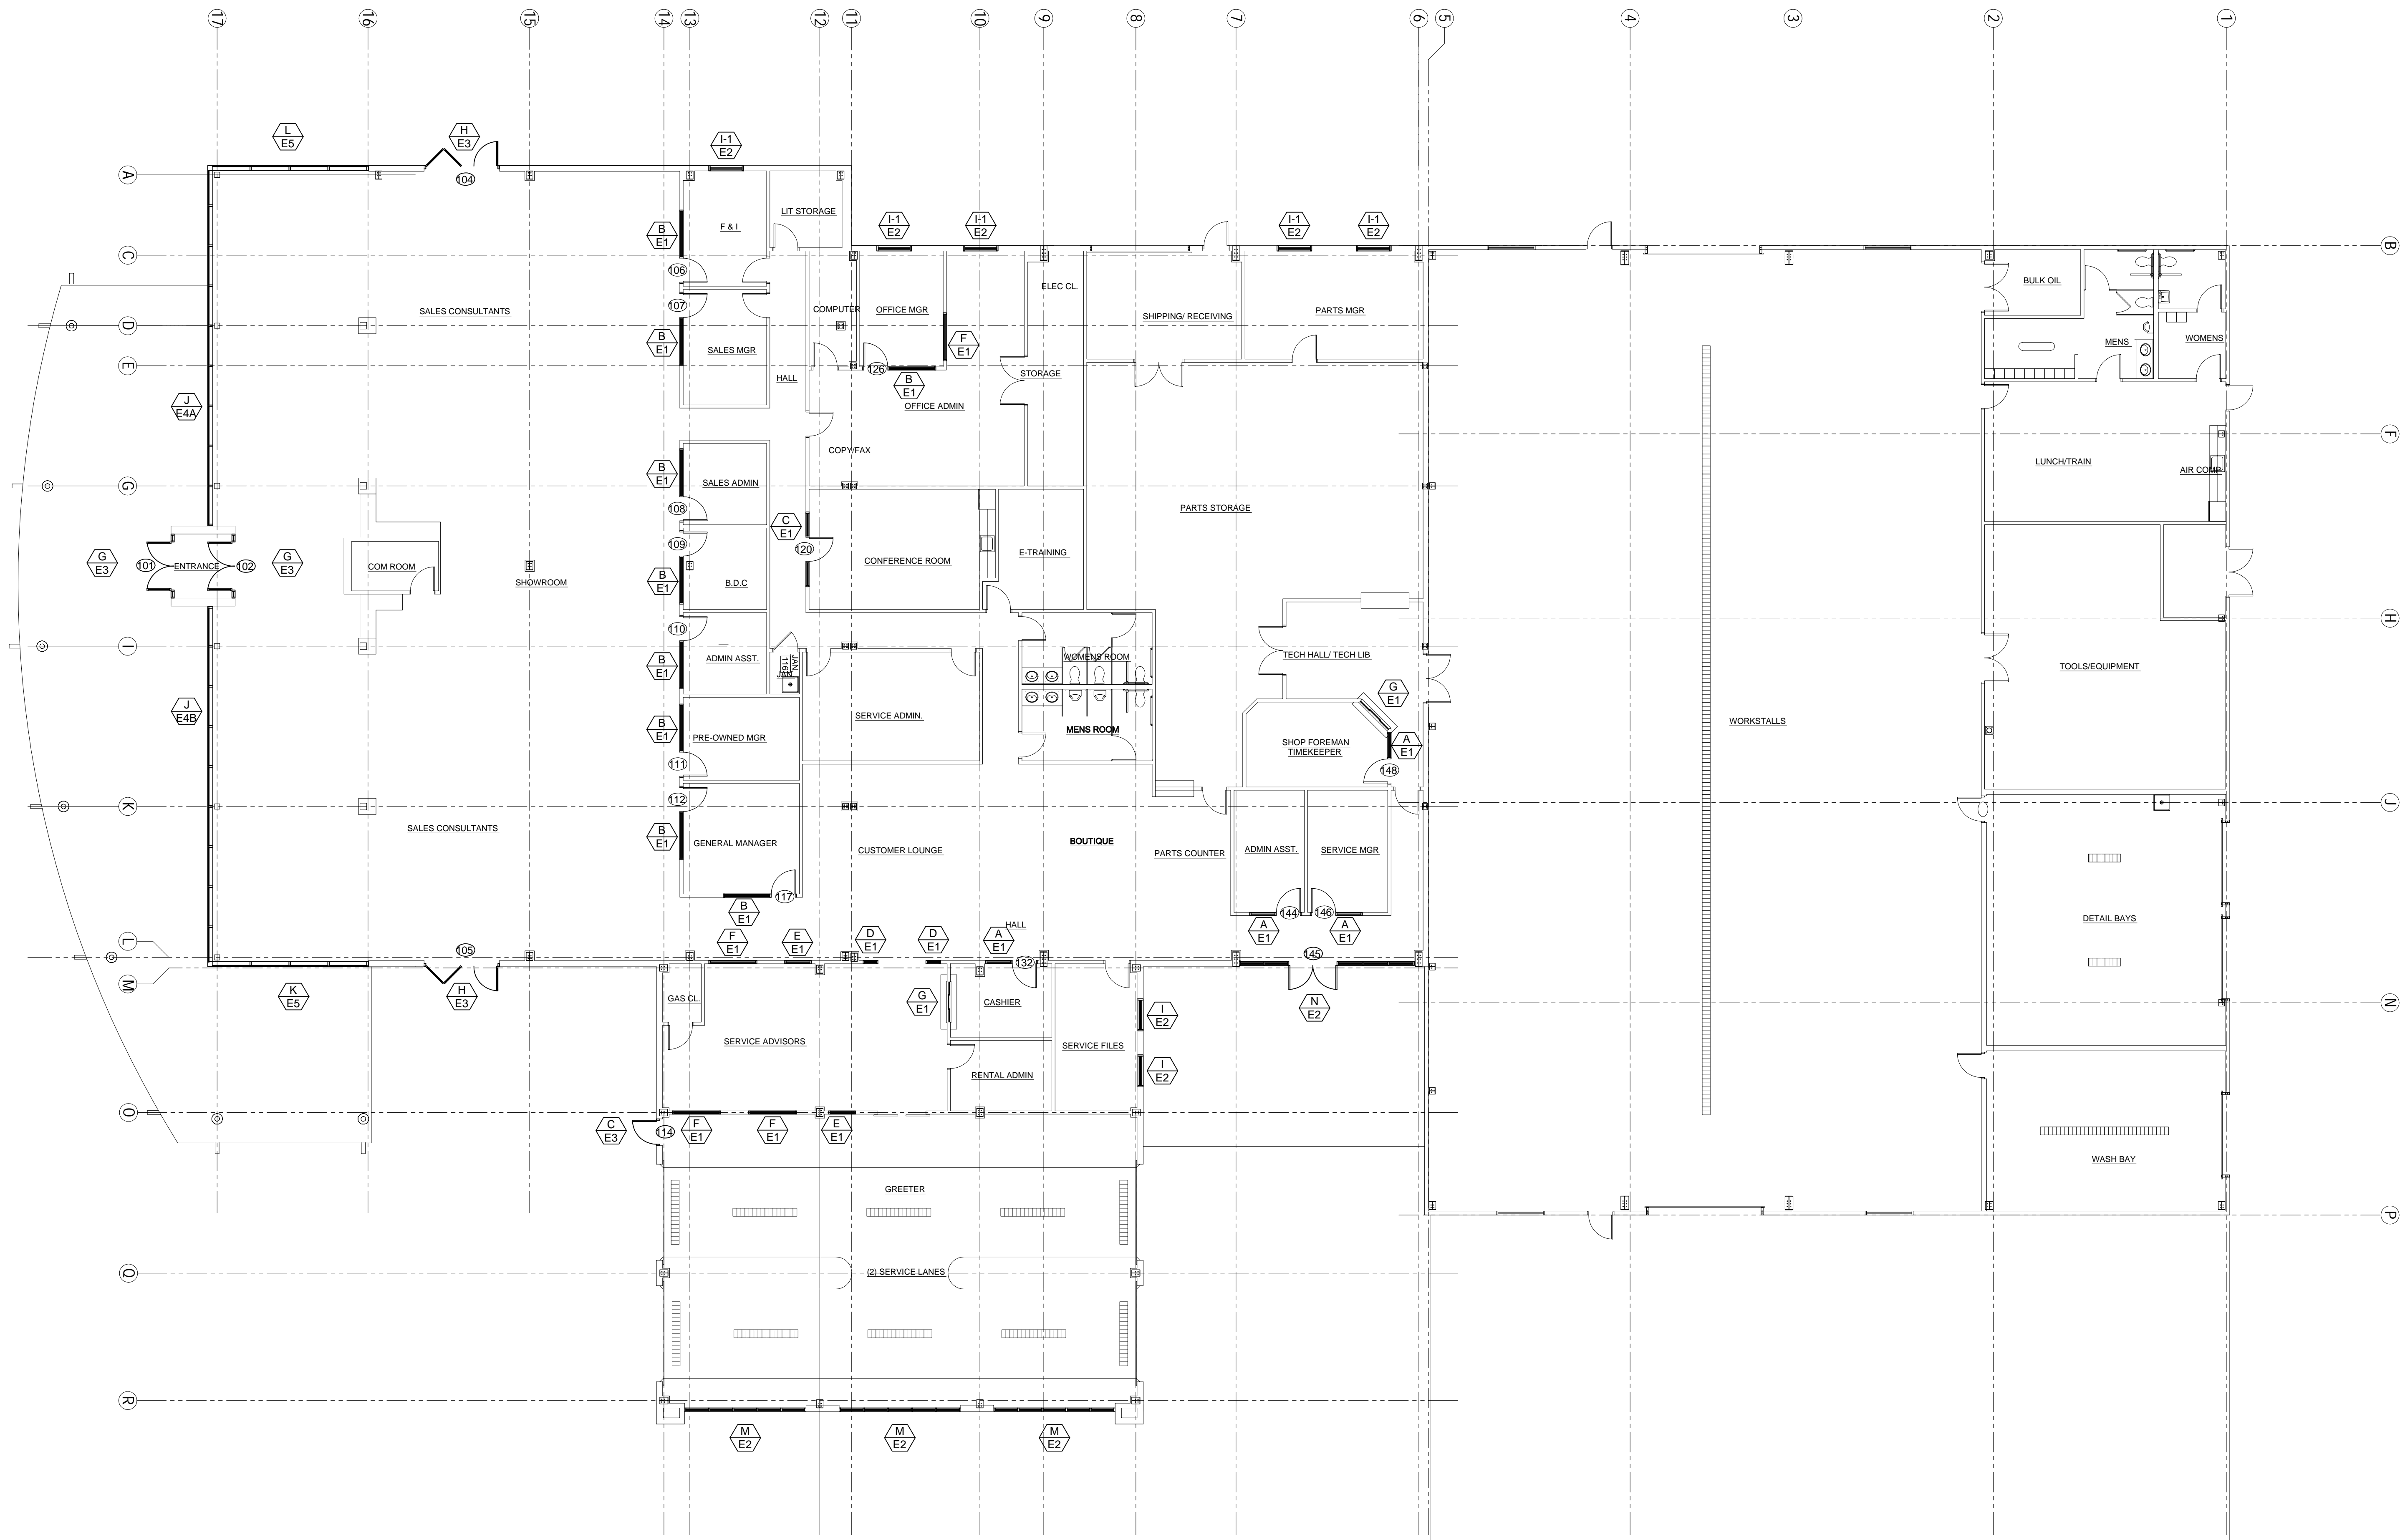 17
16
15
14
13
12
11
10
9
8
7
6
5
4
3
2
1
L
E5
H
E3
I-1
E2
A
104
LIT STORAGE
F & I
B
E1
I-1
E2
I-1
E2
I-1
E2
I-1
E2
B
C
106
107
SALES CONSULTANTS
COMPUTER
OFFICE MGR
ELEC CL.
SHIPPING/ RECEIVING
PARTS MGR
BULK OIL
D
B
E1
SALES MGR
F
E1
MENS
WOMENS
E
HALL
126
B
E1
STORAGE
J
E4A
OFFICE ADMIN
F
COPY/FAX
LUNCH/TRAIN
AIR COMP
G
B
E1
SALES ADMIN
108
PARTS STORAGE
C
E1
109
120
G
E3
101
ENTRANCE
102
G
E3
COM ROOM
SHOWROOM
B
E1
B.D.C
CONFERENCE ROOM
E-TRAINING
H
110
I
B
E1
ADMIN ASST.
JAN
116
JAN
WOMENS ROOM
TECH HALL/ TECH LIB
TOOLS/EQUIPMENT
G
E1
J
E4B
B
E1
PRE-OWNED MGR
SERVICE ADMIN.
MENS ROOM
SHOP FOREMAN
TIMEKEEPER
A
E1
WORKSTALLS
111
148
K
112
J
SALES CONSULTANTS
B
E1
GENERAL MANAGER
CUSTOMER LOUNGE
BOUTIQUE
PARTS COUNTER
ADMIN ASST.
SERVICE MGR
117
B
E1
144
146
A
E1
A
E1
DETAIL BAYS
HALL
L
105
F
E1
E
E1
D
E1
D
E1
A
E1
132
145
M
K
E5
H
E3
GAS CL.
G
E1
CASHIER
I
E2
N
E2
N
SERVICE ADVISORS
SERVICE FILES
RENTAL ADMIN
I
E2
O
C
E3
114
F
E1
F
E1
E
E1
WASH BAY
GREETER
P
Q
(2) SERVICE LANES
R
M
E2
M
E2
M
E2